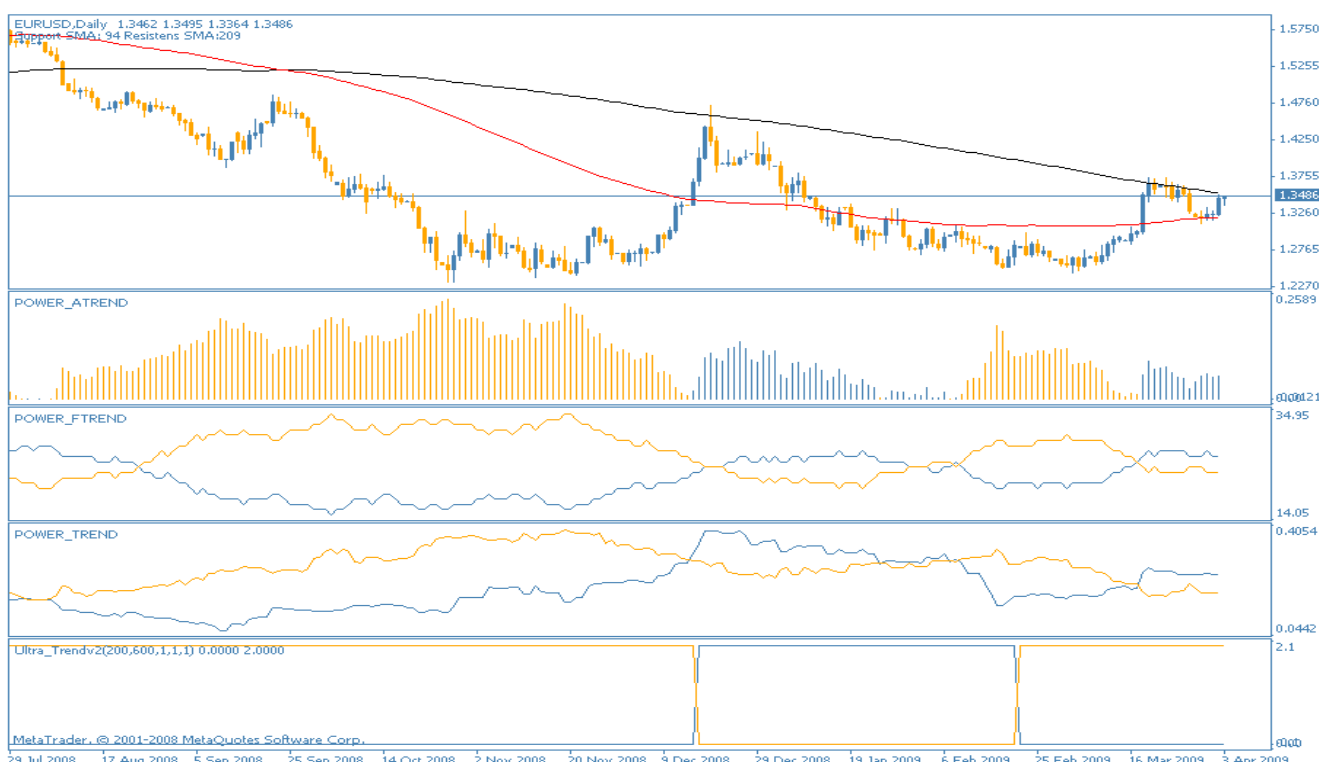 EURUSD,Daily 1.3462 1.3495 1.3364 1.3486
Support SMA: 94 Resistens SMA:209
1.5750
1.5255
1.4760
1.4250
1.3755
1.3486
1.3260
1.2765
1.2270
POWER_ATREND
0.2589
POWER_FTREND
34.95
14.05
POWER_TREND
0.4054
0.0442
Ultra_Trendv2(200,600,1,1,1) 0.0000 2.0000
2.1
MetaTrader, © 2001-2008 MetaQuotes Software Corp.
29 Jul 2008 17 Aug 2008 5 Sep 2008 25 Sep 2008 14 Oct 2008 2 Nov 2008 20 Nov 2008 9 Dec 2008 29 Dec 2008 19 Jan 2009 6 Feb 2009 25 Feb 2009 16 Mar 2009 3 Apr 2009